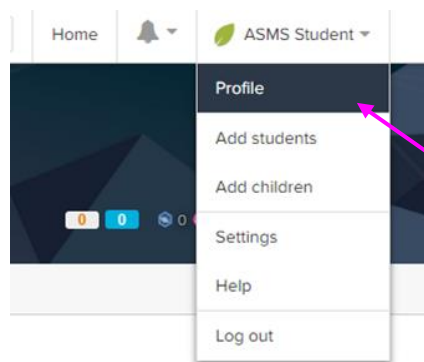 Home ASMS Student
Profile
Add students
Add children
0 0 0
Settings
Help
Log out